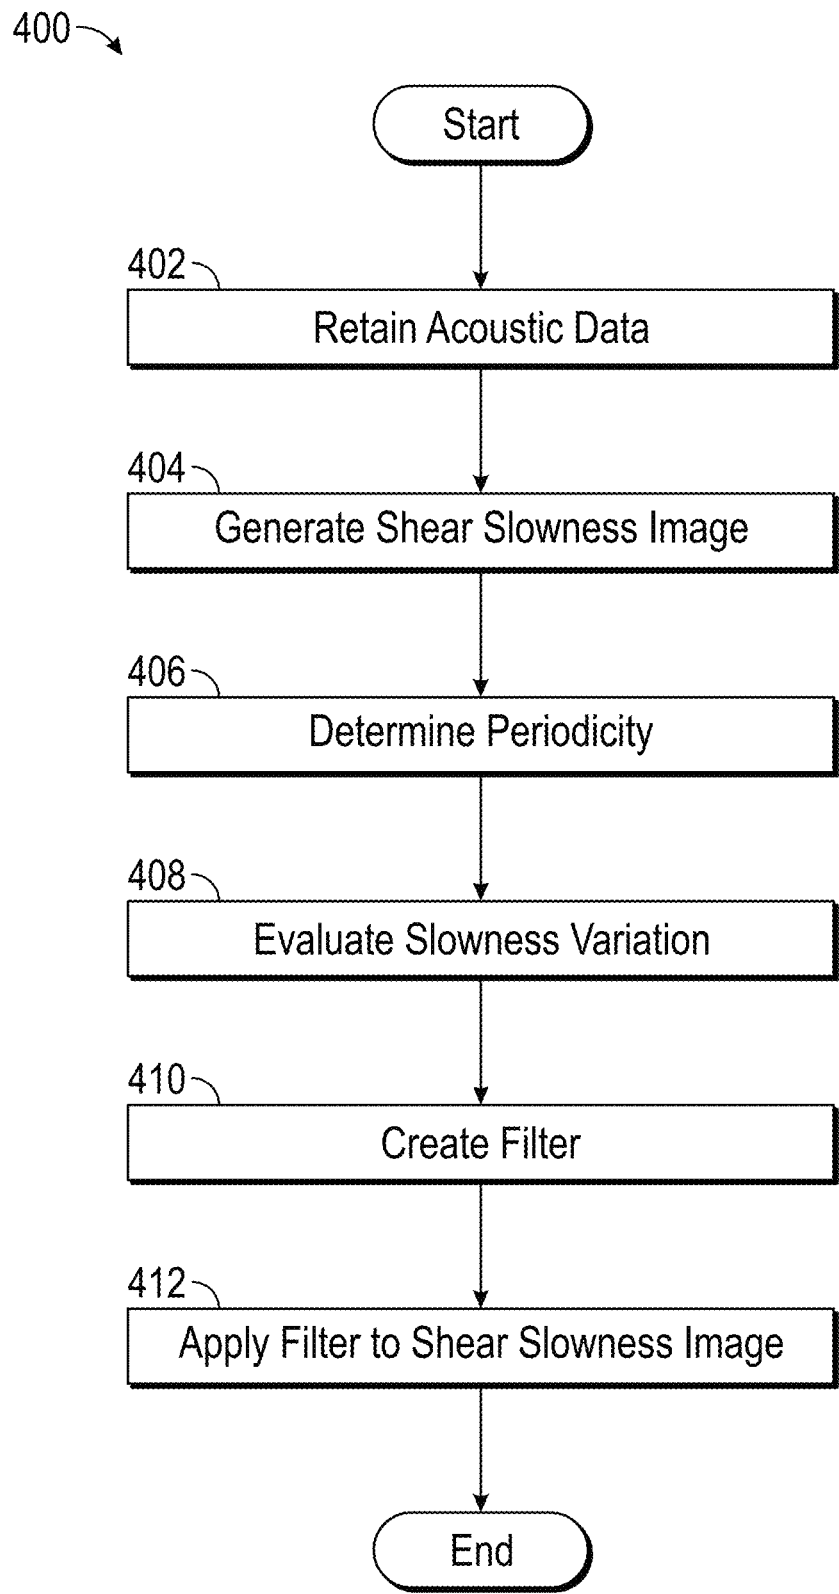 400
Start
402
Retain Acoustic Data
404
Generate Shear Slowness Image
406
Determine Periodicity
408
Evaluate Slowness Variation
410
Create Filter
412
Apply Filter to Shear Slowness Image
End